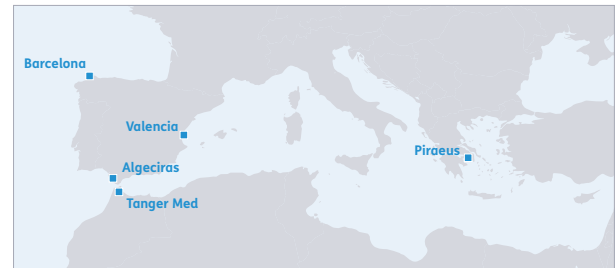 Barcelona
Valencia
Algeciras
Tanger Med
Piraeus